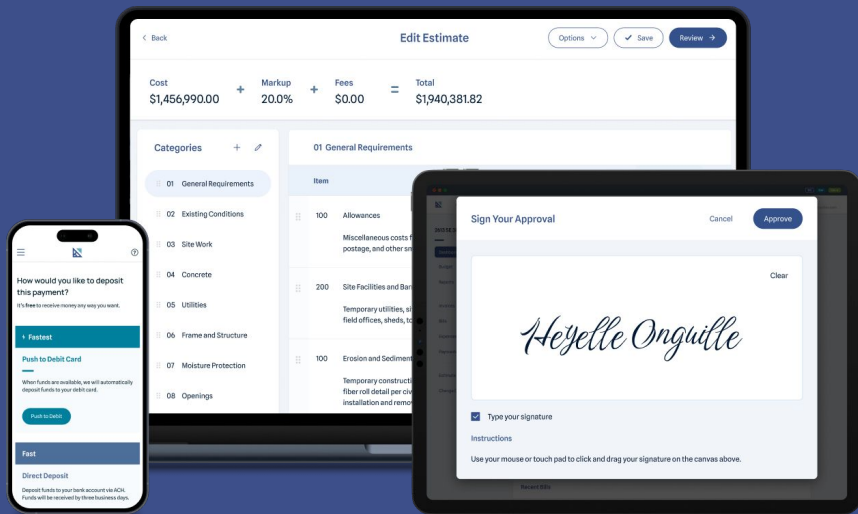 Back
Edit Estimate
Options
Save
Review
Cost
Markup
Fees
Total
$1,456,990.00
+
20.0%
+
$0.00
=
$1,940,381.82
Categories
+
01 General Requirements
02 Existing Conditions
03 Site Work
04 Concrete
05 Utilities
06 Frame and Structure
07 Moisture Protection
08 Openings
01 General Requirements
Item
100 Allowances
Miscellaneous costs
postage, and other
200 Site Facilities and
Temporary utilities,
field offices, sheds,
100 Erosion and Sediment
Temporary
fiber roll detail per
installation and
How would you like to deposit
this payment?
It's free to receive money any way you want.
Fastest
Push to Debit Card
When funds are available, we will automatically
deposit funds to your debit card.
Push to Debit
Fast
Direct Deposit
Deposit funds to your bank account via ACH.
Funds will be received by three business days.
Sign Your Approval
Cancel
Approve
Clear
Heyelle Onguille
Type your signature
Instructions
Use your mouse or touch pad to click and drag your signature on the canvas above.
Recent Bills